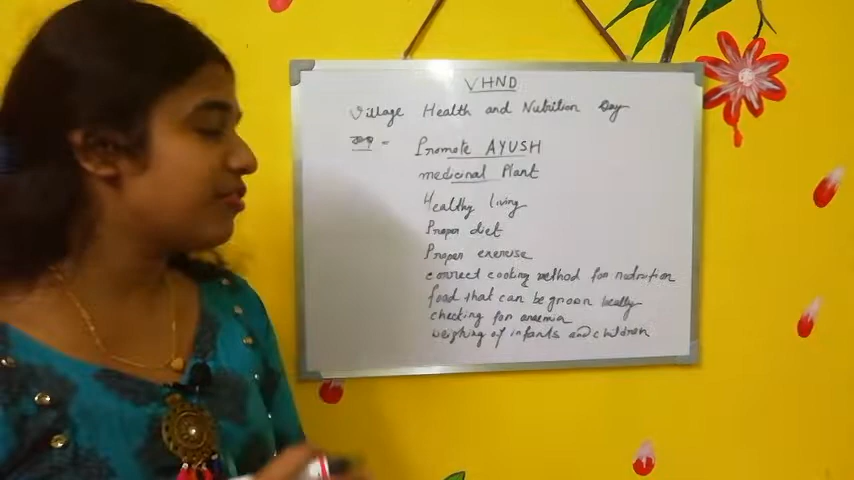 VHND
Village Health and Nutrition Day
= Promote AYUSH
medicinal Plant
Healthy living
Proper diet
Proper exercise
correct cooking method for nutrition
food that can be grown locally
checking for anaemia
weighing of infants and children